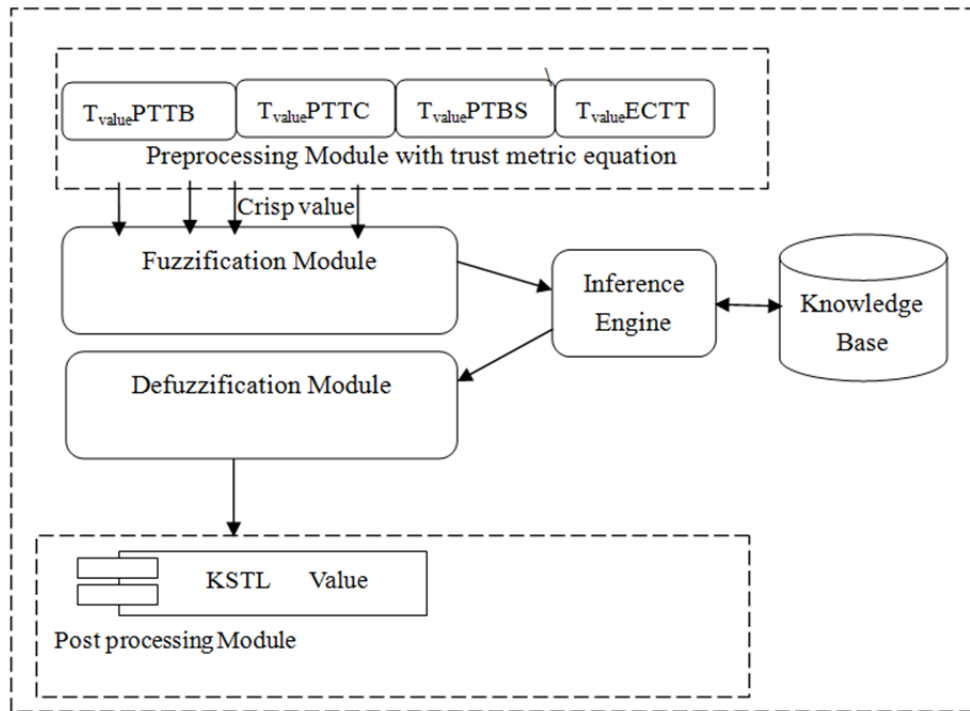 TvaluePTTB TvaluePTTC TvaluePTBS TvalueECTT
Preprocessing Module with trust metric equation
Crisp value
Fuzzification Module
Inference
Engine
Knowledge
Base
Defuzzification Module
KSTL Value
Post processing Module